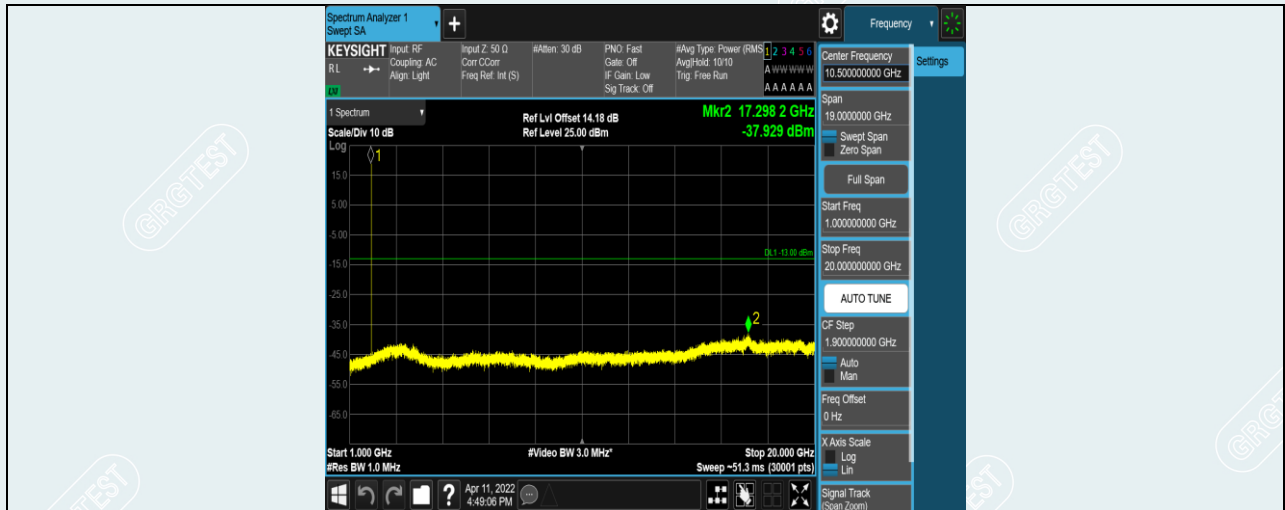 Spectrum Analyzer 1
Swept SA
+
Frequency
KEYSIGHT
RL
LXI
Input: RF
Coupling: AC
Align: Light
Input Z: 50 Ω
Corr CCorr
Freq Ref: Int (S)
#Atten: 30 dB
PNO: Fast
Gate: Off
IF Gain: Low
Sig Track: Off
#Avg Type: Power (RMS
Avg|Hold: 10/10
Trig: Free Run
1 2 3 4 5 6
A W W W W W
A A A A A A
1 Spectrum
Scale/Div 10 dB
Ref Lvl Offset 14.18 dB
Ref Level 25.00 dBm
Mkr2 17.298 2 GHz
-37.929 dBm
Log
1
15.0
5.00
-5.00
DL1 -13.00 dBm
-15.0
-25.0
-35.0
2
-45.0
-55.0
-65.0
Start 1.000 GHz
#Res BW 1.0 MHz
#Video BW 3.0 MHz*
Stop 20.000 GHz
Sweep ~51.3 ms (30001 pts)
?
Apr 11, 2022
4:49:06 PM
Center Frequency
10.500000000 GHz
Settings
Span
19.0000000 GHz
Swept Span
Zero Span
Full Span
Start Freq
1.000000000 GHz
Stop Freq
20.000000000 GHz
AUTO TUNE
CF Step
1.900000000 GHz
Auto
Man
Freq Offset
0 Hz
X Axis Scale
Log
Lin
Signal Track
(Span Zoom)
GRGTEST
GRGTEST
GRGTEST
GRGTEST